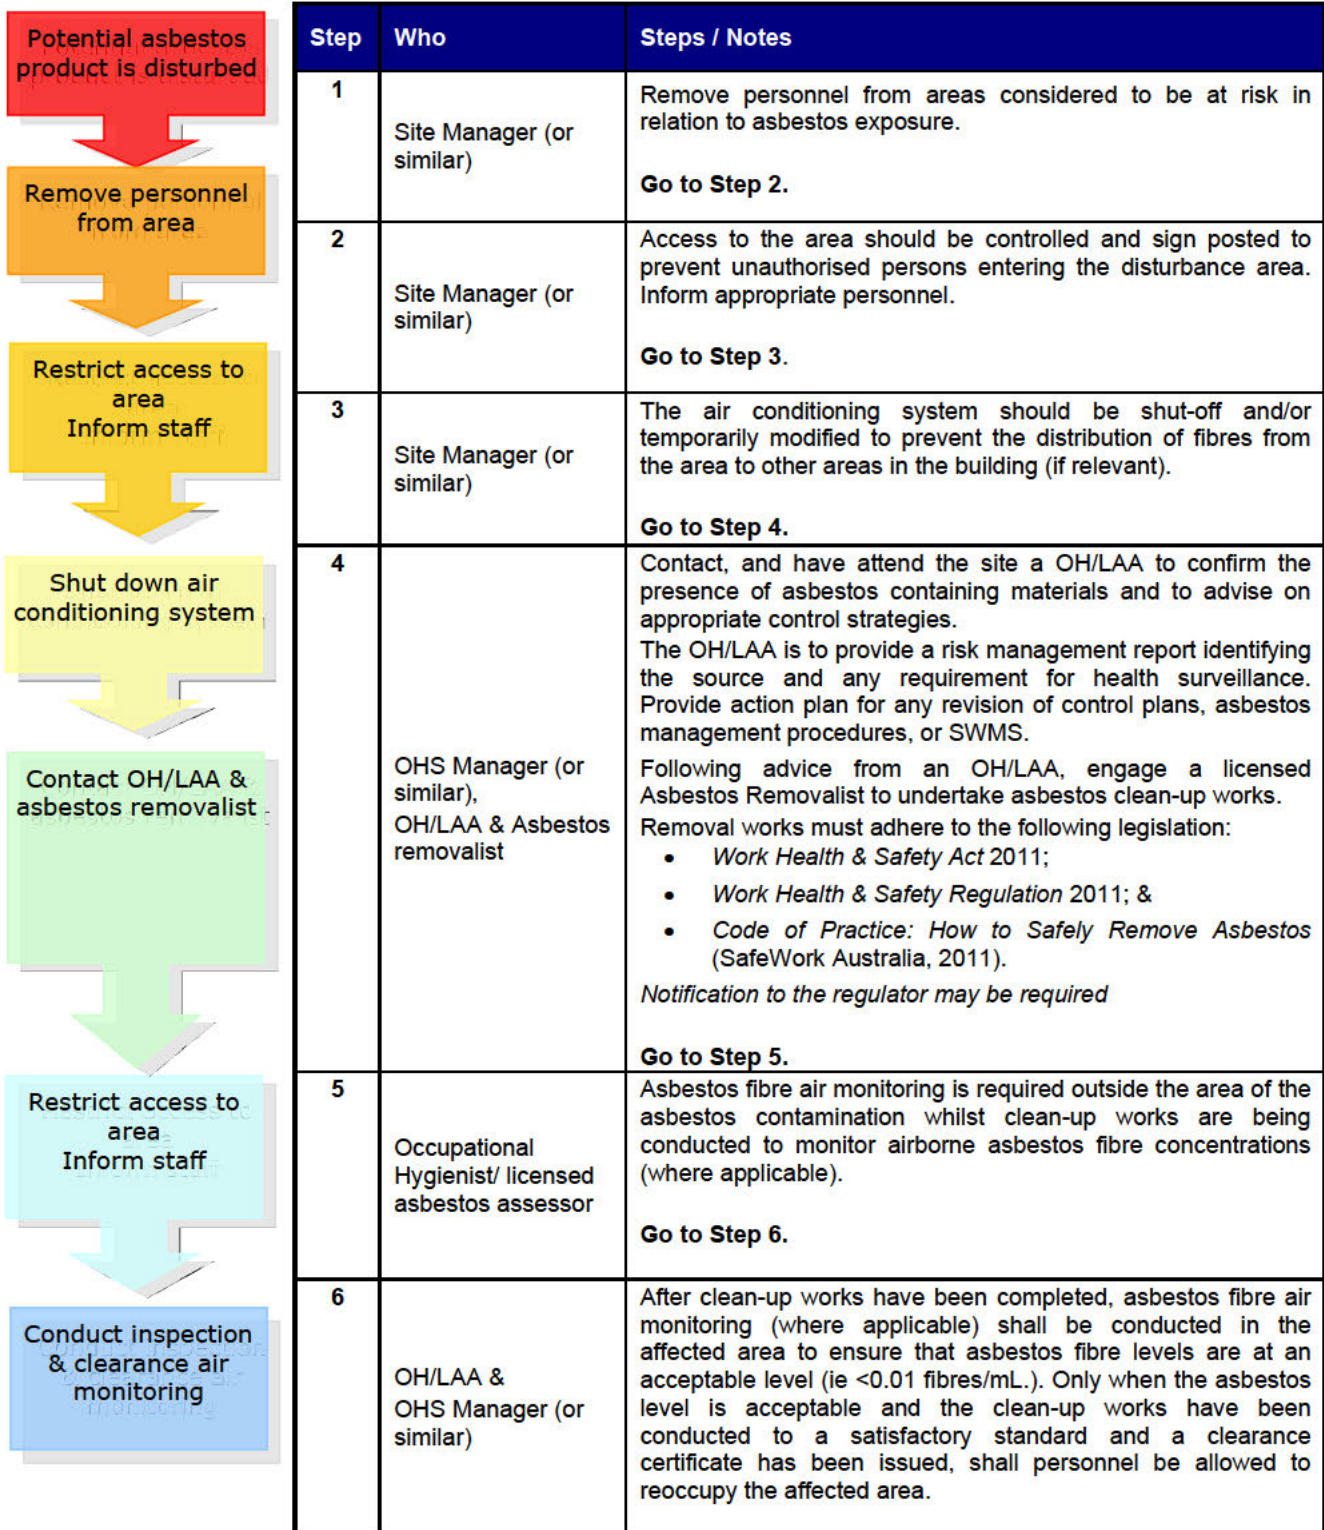 Potential asbestos
product is disturbed
Remove personnel
from area
Restrict access to
area
Inform staff
Shut down air
conditioning system
Contact OH/LAA &
asbestos removalist
Restrict access to
area
Inform staff
Conduct inspection
& clearance air
monitoring
Step Who Steps / Notes
1
Site Manager (or
similar)
Remove personnel from areas considered to be at risk in
relation to asbestos exposure.
Go to Step 2.
2
Site Manager (or
similar)
Access to the area should be controlled and sign posted to
prevent unauthorised persons entering the disturbance area.
Inform appropriate personnel.
Go to Step 3.
3
Site Manager (or
similar)
The air conditioning system should be shut-off and/or
temporarily modified to prevent the distribution of fibres from
the area to other areas in the building (if relevant).
Go to Step 4.
4
OHS Manager (or
similar),
OH/LAA & Asbestos
removalist
Contact, and have attend the site a OH/LAA to confirm the
presence of asbestos containing materials and to advise on
appropriate control strategies.
The OH/LAA is to provide a risk management report identifying
the source and any requirement for health surveillance.
Provide action plan for any revision of control plans, asbestos
management procedures, or SWMS.
Following advice from an OH/LAA, engage a licensed
Asbestos Removalist to undertake asbestos clean-up works.
Removal works must adhere to the following legislation:
• Work Health & Safety Act 2011;
• Work Health & Safety Regulation 2011; &
• Code of Practice: How to Safely Remove Asbestos
(SafeWork Australia, 2011).
Notification to the regulator may be required
Go to Step 5.
5
Occupational
Hygienist/ licensed
asbestos assessor
Asbestos fibre air monitoring is required outside the area of the
asbestos contamination whilst clean-up works are being
conducted to monitor airborne asbestos fibre concentrations
(where applicable).
Go to Step 6.
6
OH/LAA &
OHS Manager (or
similar)
After clean-up works have been completed, asbestos fibre air
monitoring (where applicable) shall be conducted in the
affected area to ensure that asbestos fibre levels are at an
acceptable level (ie <0.01 fibres/mL.). Only when the asbestos
level is acceptable and the clean-up works have been
conducted to a satisfactory standard and a clearance
certificate has been issued, shall personnel be allowed to
reoccupy the affected area.